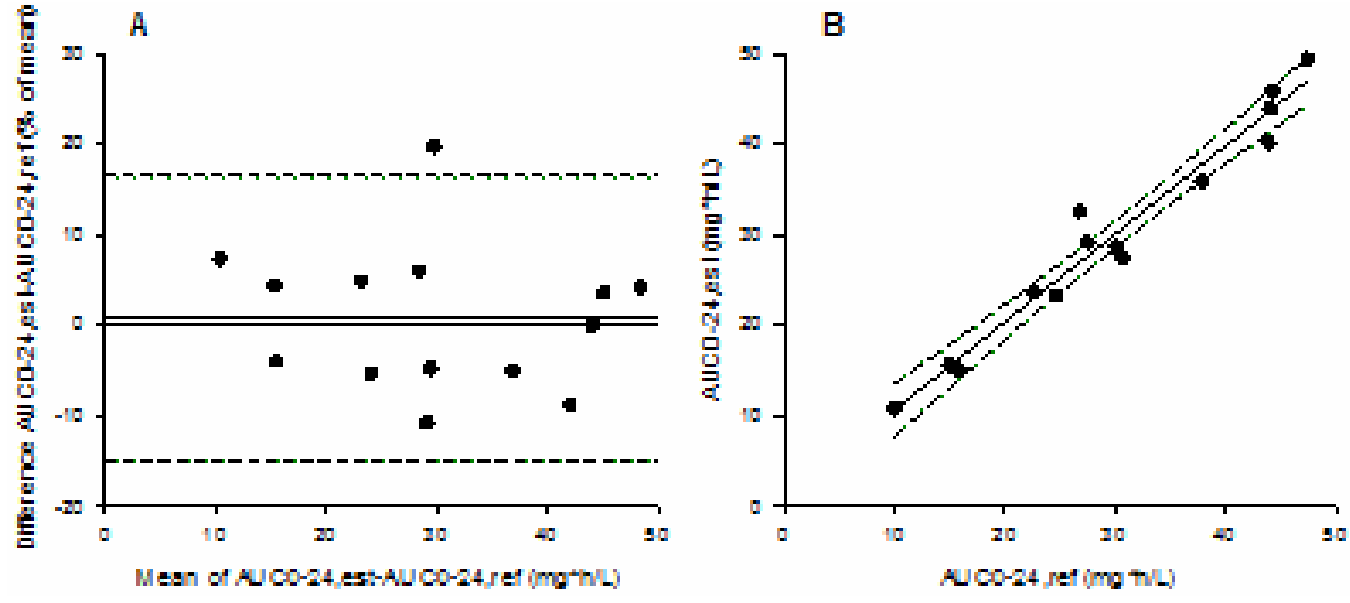 A
Difference AUC0-24,est-AUC0-24,ref (% of mean)
30
20
10
0
-10
-20
0 10 20 30 40 50
Mean of AUC0-24,est-AUC0-24,ref (mg*h/L)
B
AUC0-24,est (mg*h/L)
50
40
30
20
10
0
0 10 20 30 40 50
AUC0-24,ref (mg*h/L)